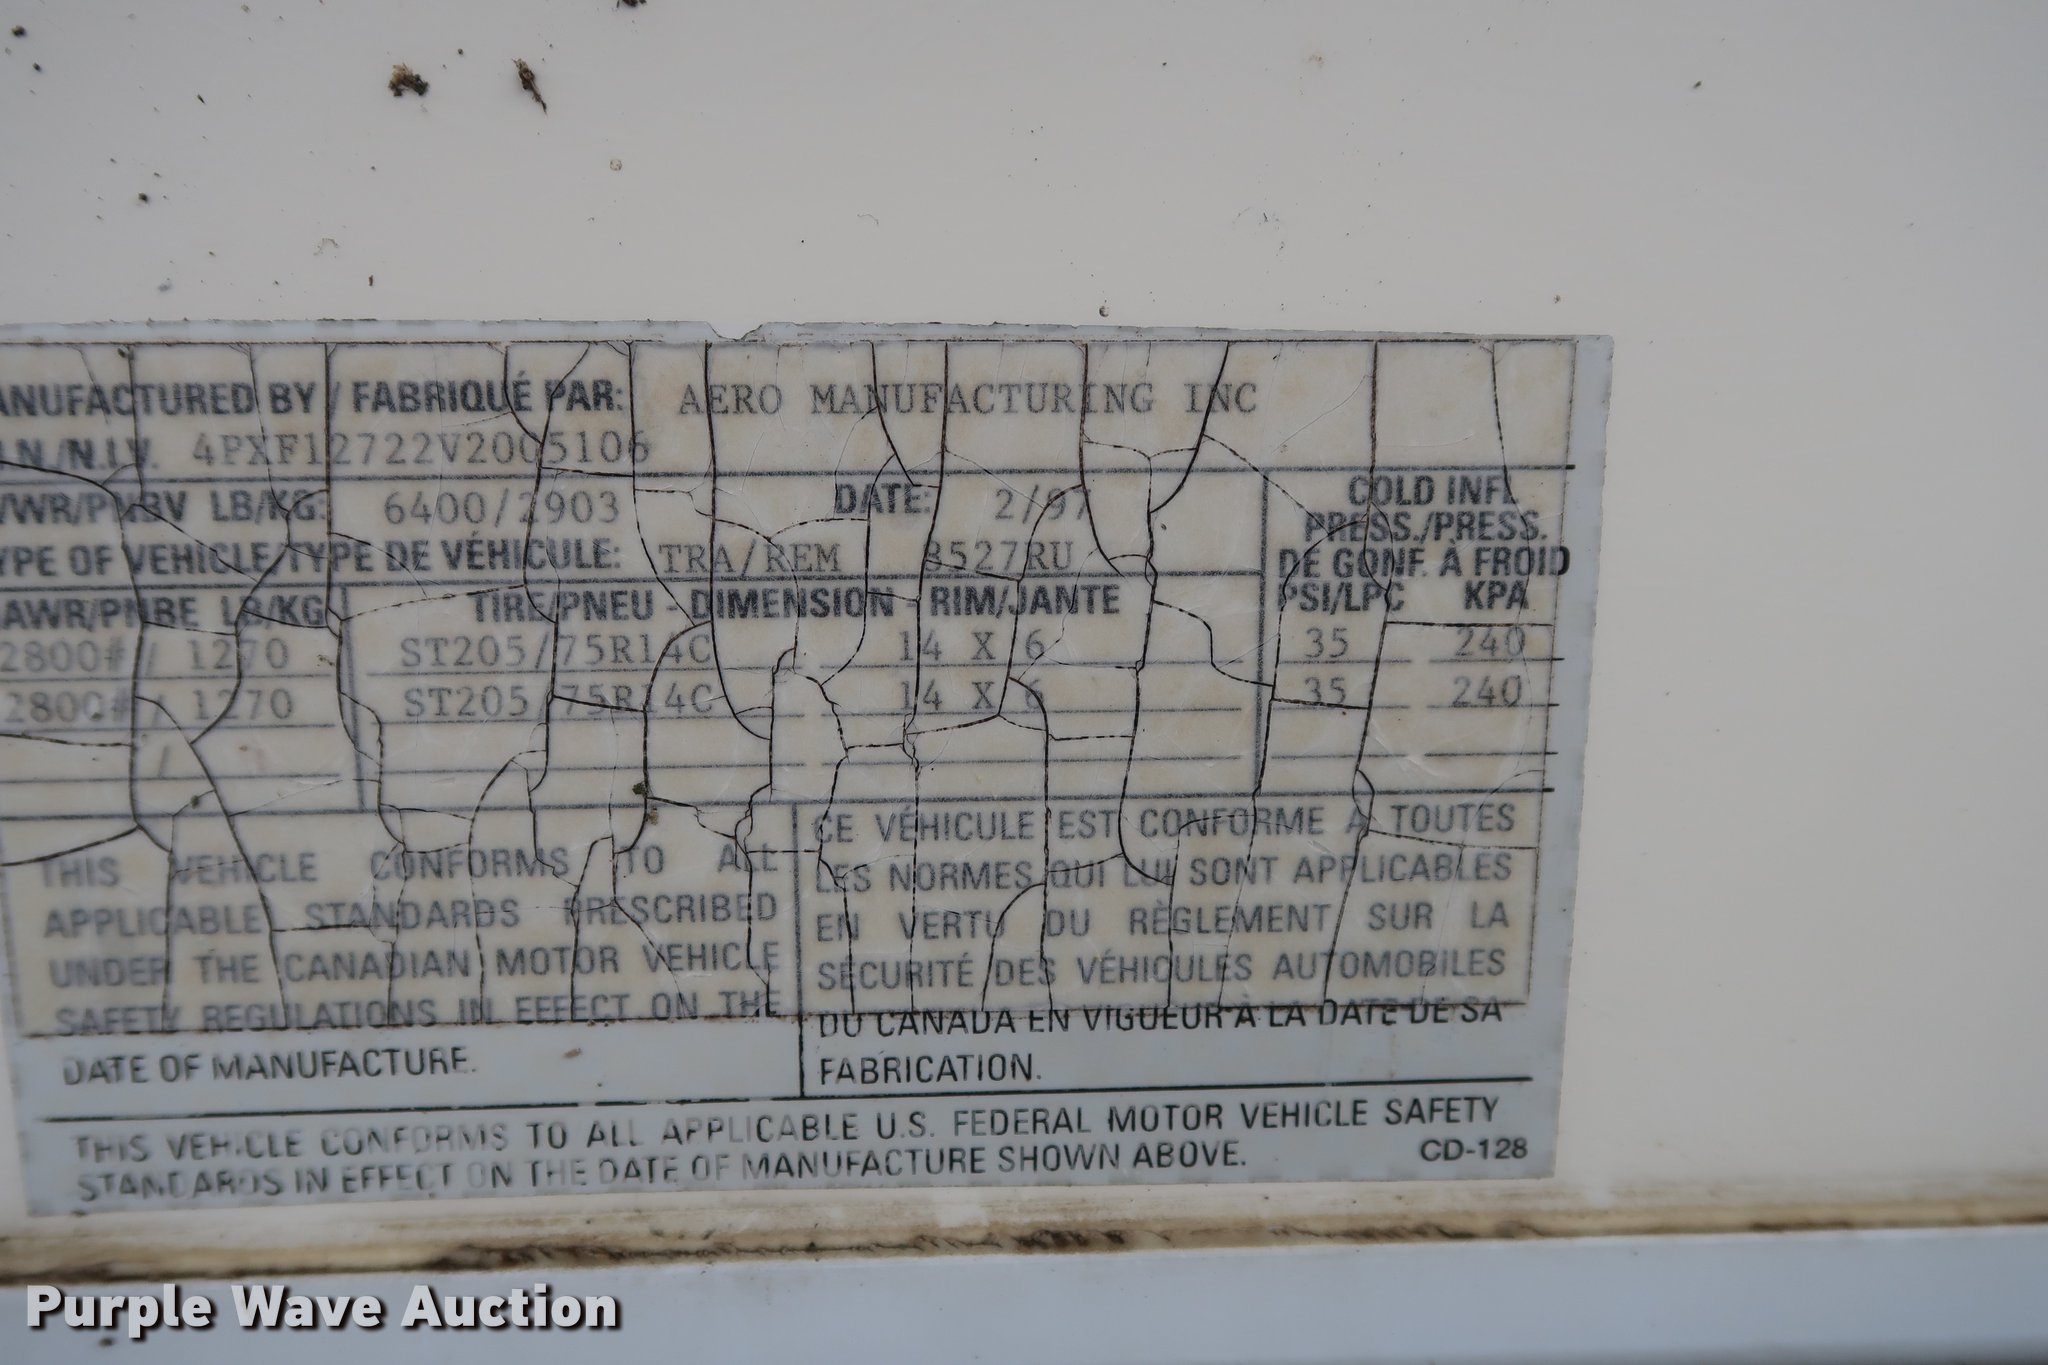 ANUFACTURED BY / FABRIQUÉ PAR: AERO MANUFACTURING INC
I.N./N.I.V. 4PXF12722V2005106
VWR/PNBV LB/KG: 6400/2903 DATE: 2/97
YPE OF VEHICLE/TYPE DE VÉHICULE: TRA/REM 8527RU
COLD INFL.
PRESS./PRESS.
DE GONF. À FROID
AWR/PNBE LB/KG TIRE/PNEU - DIMENSION - RIM/JANTE PSI/LPC KPA
2800# / 1270 ST205/75R14C 14 X 6 35 240
2800# / 1270 ST205/75R14C 14 X 6 35 240
/
THIS VEHICLE CONFORMS TO ALL
APPLICABLE STANDARDS PRESCRIBED
UNDER THE CANADIAN MOTOR VEHICLE
SAFETY REGULATIONS IN EFFECT ON THE
DATE OF MANUFACTURE.
CE VÉHICULE EST CONFORME À TOUTES
LES NORMES QUI LUI SONT APPLICABLES
EN VERTU DU RÈGLEMENT SUR LA
SÉCURITÉ DES VÉHICULES AUTOMOBILES
DU CANADA EN VIGUEUR À LA DATE DE SA
FABRICATION.
THIS VEHICLE CONFORMS TO ALL APPLICABLE U.S. FEDERAL MOTOR VEHICLE SAFETY
STANDARDS IN EFFECT ON THE DATE OF MANUFACTURE SHOWN ABOVE. CD-128
Purple Wave Auction